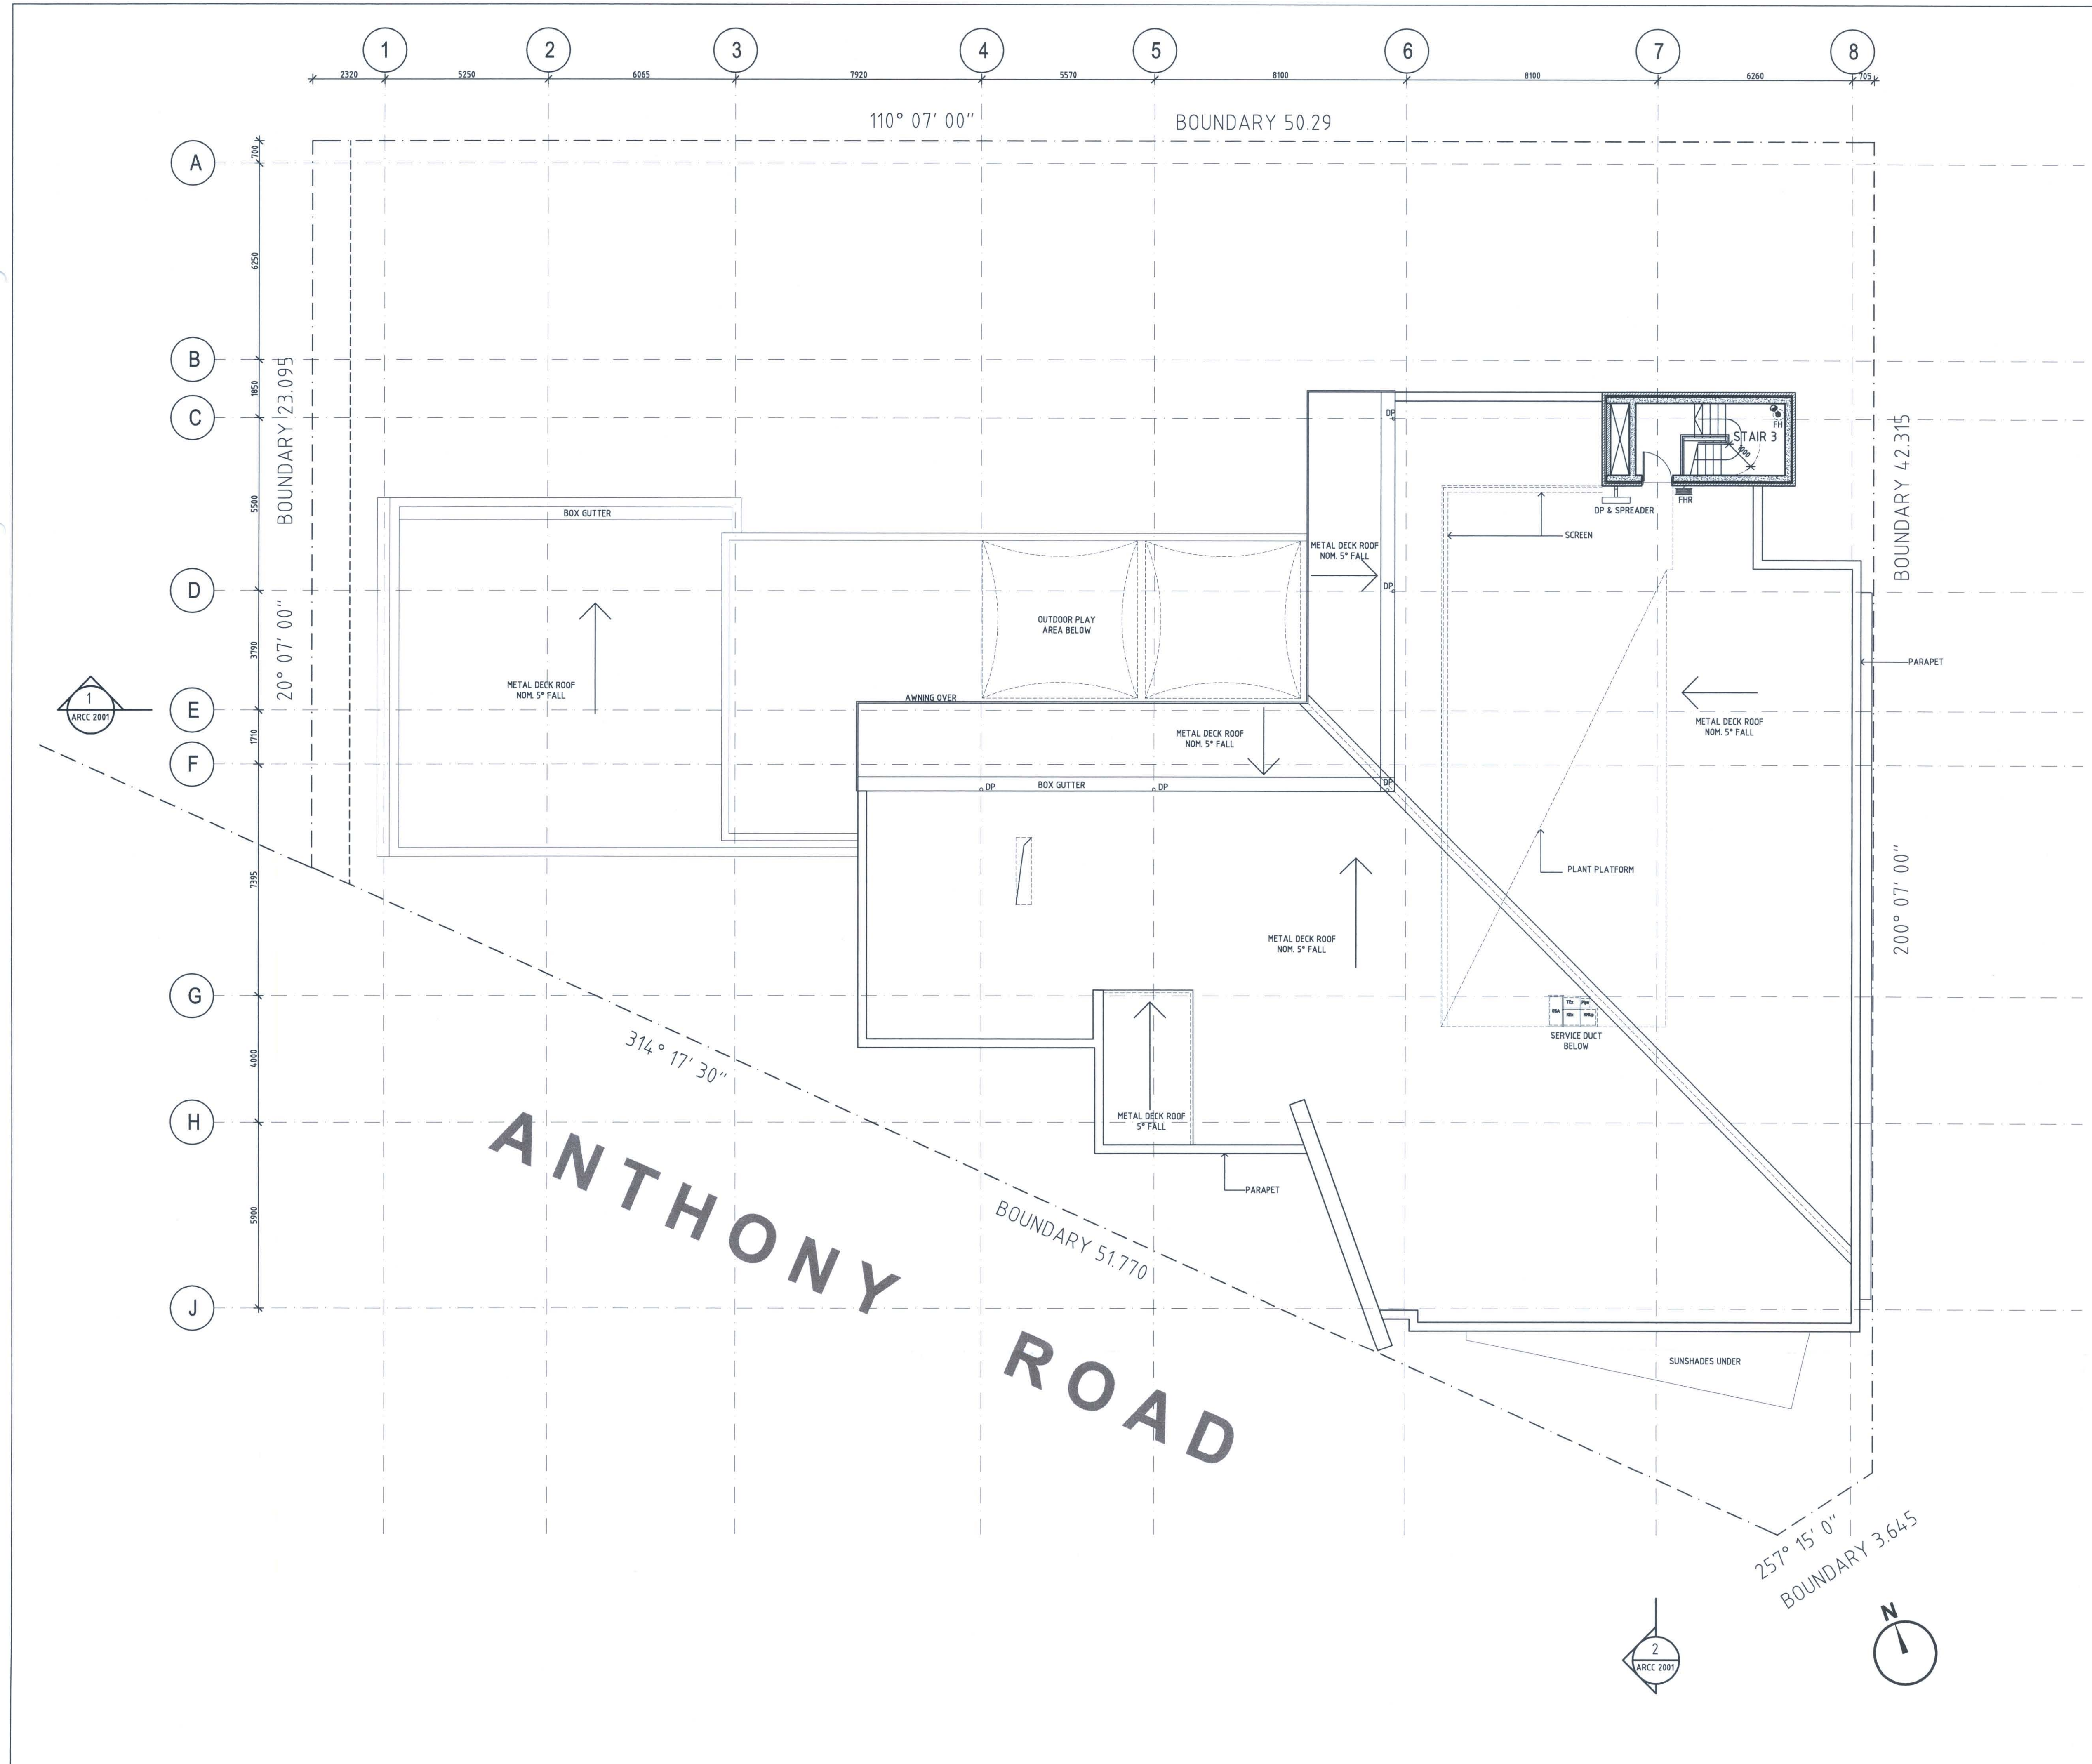 1 2 3 4 5 6 7 8
2320 5250 6065 7920 5570 8100 8100 6260 705
110° 07' 00" BOUNDARY 50.29
A
700
6250
B
1850
C
5500
D
3790
E
1710
F
7395
G
4000
H
5900
J
BOUNDARY 23.095
20° 07' 00"
BOUNDARY 42.315
200° 07' 00"
DP
FH
STAIR 3
1000
BOX GUTTER
DP & SPREADER
FHR
SCREEN
METAL DECK ROOF
NOM. 5° FALL
DP
OUTDOOR PLAY
AREA BELOW
PARAPET
METAL DECK ROOF
NOM. 5° FALL
AWNING OVER
1
ARCC 2001
METAL DECK ROOF
NOM. 5° FALL
METAL DECK ROOF
NOM. 5° FALL
DP
BOX GUTTER
DP
DP
PLANT PLATFORM
METAL DECK ROOF
NOM. 5° FALL
SERVICE DUCT
BELOW
314° 17' 30"
METAL DECK ROOF
5° FALL
PARAPET
BOUNDARY 51.770
ANTHONY ROAD
SUNSHADES UNDER
257° 15' 0"
BOUNDARY 3.645
N
2
ARCC 2001